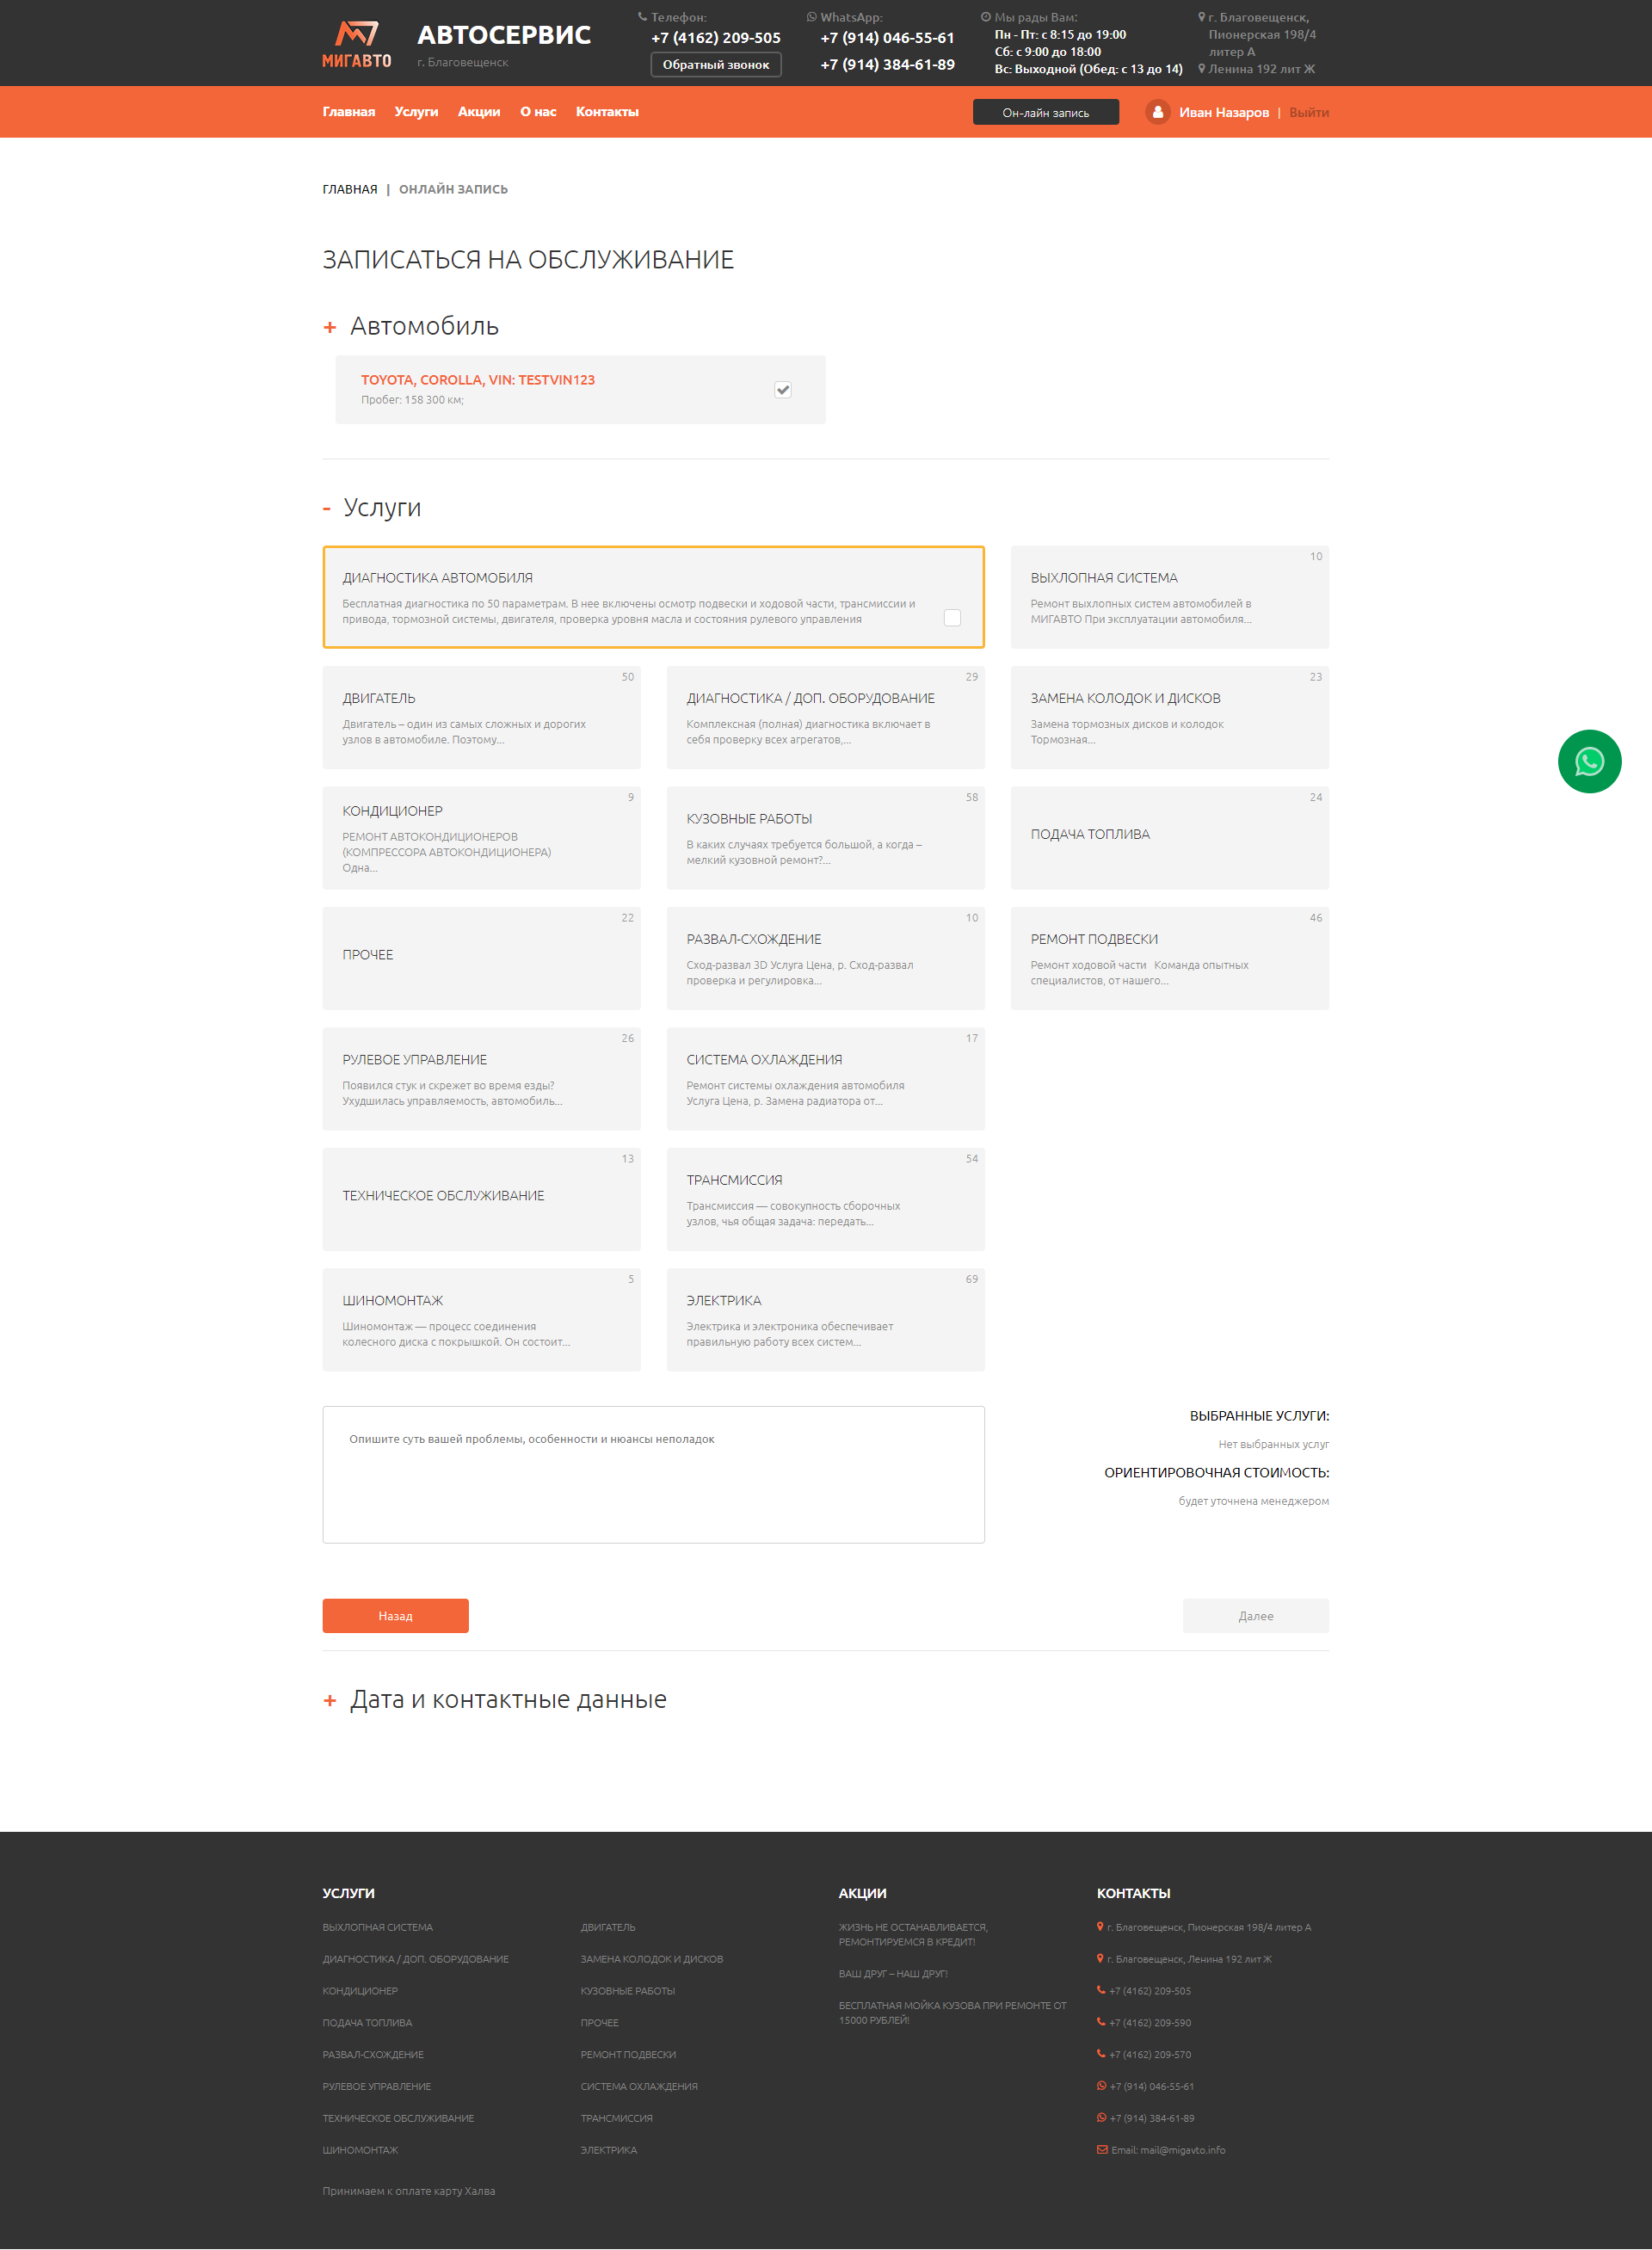 МИГАВТО
АВТОСЕРВИС
г. Благовещенск
Телефон:
+7 (4162) 209-505
Обратный звонок
WhatsApp:
+7 (914) 046-55-61
+7 (914) 384-61-89
Мы рады Вам:
Пн - Пт: с 8:15 до 19:00
Сб: с 9:00 до 18:00
Вс: Выходной (Обед: с 13 до 14)
г. Благовещенск,
Пионерская 198/4
литер А
Ленина 192 лит Ж
Главная Услуги Акции О нас Контакты
Он-лайн запись
Иван Назаров | Выйти
ГЛАВНАЯ | ОНЛАЙН ЗАПИСЬ
ЗАПИСАТЬСЯ НА ОБСЛУЖИВАНИЕ
+ Автомобиль
TOYOTA, COROLLA, VIN: TESTVIN123
Пробег: 158 300 км;
- Услуги
ДИАГНОСТИКА АВТОМОБИЛЯ
Бесплатная диагностика по 50 параметрам. В нее включены осмотр подвески и ходовой части, трансмиссии и
привода, тормозной системы, двигателя, проверка уровня масла и состояния рулевого управления
10
ВЫХЛОПНАЯ СИСТЕМА
Ремонт выхлопных систем автомобилей в
МИГАВТО При эксплуатации автомобиля...
50
ДВИГАТЕЛЬ
Двигатель – один из самых сложных и дорогих
узлов в автомобиле. Поэтому...
29
ДИАГНОСТИКА / ДОП. ОБОРУДОВАНИЕ
Комплексная (полная) диагностика включает в
себя проверку всех агрегатов,...
23
ЗАМЕНА КОЛОДОК И ДИСКОВ
Замена тормозных дисков и колодок
Тормозная...
9
КОНДИЦИОНЕР
РЕМОНТ АВТОКОНДИЦИОНЕРОВ
(КОМПРЕССОРА АВТОКОНДИЦИОНЕРА)
Одна...
58
КУЗОВНЫЕ РАБОТЫ
В каких случаях требуется большой, а когда –
мелкий кузовной ремонт?...
24
ПОДАЧА ТОПЛИВА
22
ПРОЧЕЕ
10
РАЗВАЛ-СХОЖДЕНИЕ
Сход-развал 3D Услуга Цена, р. Сход-развал
проверка и регулировка...
46
РЕМОНТ ПОДВЕСКИ
Ремонт ходовой части Команда опытных
специалистов, от нашего...
26
РУЛЕВОЕ УПРАВЛЕНИЕ
Появился стук и скрежет во время езды?
Ухудшилась управляемость, автомобиль...
17
СИСТЕМА ОХЛАЖДЕНИЯ
Ремонт системы охлаждения автомобиля
Услуга Цена, р. Замена радиатора от...
13
ТЕХНИЧЕСКОЕ ОБСЛУЖИВАНИЕ
54
ТРАНСМИССИЯ
Трансмиссия — совокупность сборочных
узлов, чья общая задача: передать...
5
ШИНОМОНТАЖ
Шиномонтаж — процесс соединения
колесного диска с покрышкой. Он состоит...
69
ЭЛЕКТРИКА
Электрика и электроника обеспечивает
правильную работу всех систем...
Опишите суть вашей проблемы, особенности и нюансы неполадок
ВЫБРАННЫЕ УСЛУГИ:
Нет выбранных услуг
ОРИЕНТИРОВОЧНАЯ СТОИМОСТЬ:
будет уточнена менеджером
Назад
Далее
+ Дата и контактные данные
УСЛУГИ
ВЫХЛОПНАЯ СИСТЕМА
ДИАГНОСТИКА / ДОП. ОБОРУДОВАНИЕ
КОНДИЦИОНЕР
ПОДАЧА ТОПЛИВА
РАЗВАЛ-СХОЖДЕНИЕ
РУЛЕВОЕ УПРАВЛЕНИЕ
ТЕХНИЧЕСКОЕ ОБСЛУЖИВАНИЕ
ШИНОМОНТАЖ
ДВИГАТЕЛЬ
ЗАМЕНА КОЛОДОК И ДИСКОВ
КУЗОВНЫЕ РАБОТЫ
ПРОЧЕЕ
РЕМОНТ ПОДВЕСКИ
СИСТЕМА ОХЛАЖДЕНИЯ
ТРАНСМИССИЯ
ЭЛЕКТРИКА
АКЦИИ
ЖИЗНЬ НЕ ОСТАНАВЛИВАЕТСЯ,
РЕМОНТИРУЕМСЯ В КРЕДИТ!
ВАШ ДРУГ – НАШ ДРУГ!
БЕСПЛАТНАЯ МОЙКА КУЗОВА ПРИ РЕМОНТЕ ОТ
15000 РУБЛЕЙ!
КОНТАКТЫ
г. Благовещенск, Пионерская 198/4 литер А
г. Благовещенск, Ленина 192 лит Ж
+7 (4162) 209-505
+7 (4162) 209-590
+7 (4162) 209-570
+7 (914) 046-55-61
+7 (914) 384-61-89
Email: mail@migavto.info
Принимаем к оплате карту Халва